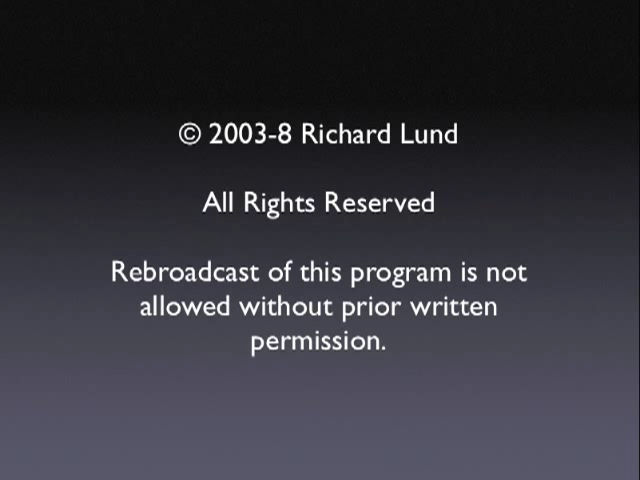 © 2003-8 Richard Lund
All Rights Reserved
Rebroadcast of this program is not
allowed without prior written
permission.